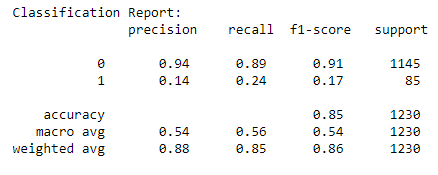 Classification Report:
precision recall f1-score support
0 0.94 0.89 0.91 1145
1 0.14 0.24 0.17 85
accuracy 0.85 1230
macro avg 0.54 0.56 0.54 1230
weighted avg 0.88 0.85 0.86 1230